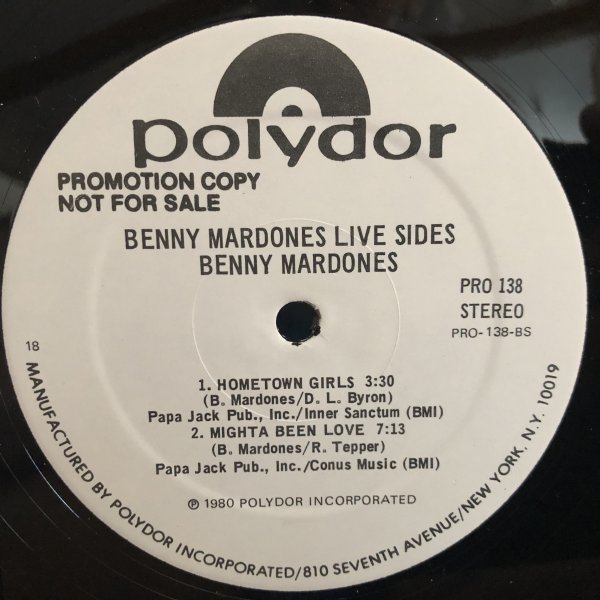 polydor
PROMOTION COPY
NOT FOR SALE
BENNY MARDONES LIVE SIDES
BENNY MARDONES
PRO 138
STEREO
PRO-138-BS
18
1. HOMETOWN GIRLS 3:30
(B. Mardones/D. L. Byron)
Papa Jack Pub., Inc./Inner Sanctum (BMI)
2. MIGHTA BEEN LOVE 7:13
(B. Mardones/R. Tepper)
Papa Jack Pub., Inc./Conus Music (BMI)
℗ 1980 POLYDOR INCORPORATED
MANUFACTURED BY POLYDOR INCORPORATED/810 SEVENTH AVENUE/NEW YORK, N.Y. 10019